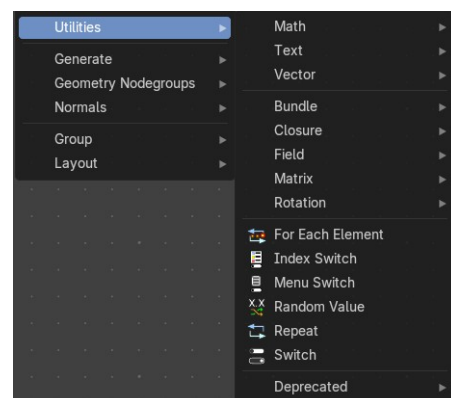 Utilities
Generate
Geometry Nodegroups
Normals
Group
Layout
Math
Text
Vector
Bundle
Closure
Field
Matrix
Rotation
For Each Element
Index Switch
Menu Switch
X.X
Random Value
Repeat
Switch
Deprecated